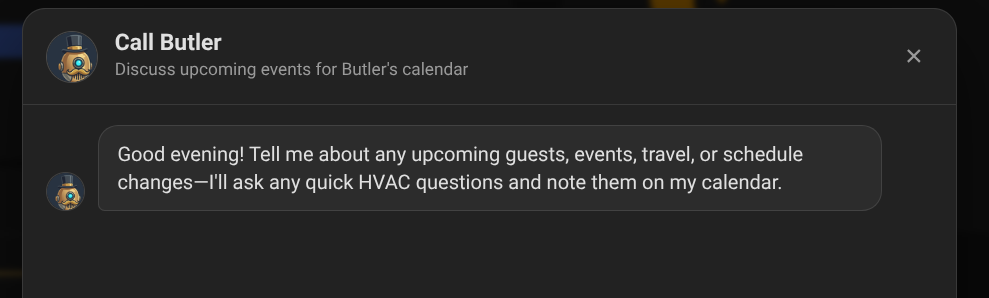 Call Butler
Discuss upcoming events for Butler's calendar
Good evening! Tell me about any upcoming guests, events, travel, or schedule
changes—I'll ask any quick HVAC questions and note them on my calendar.